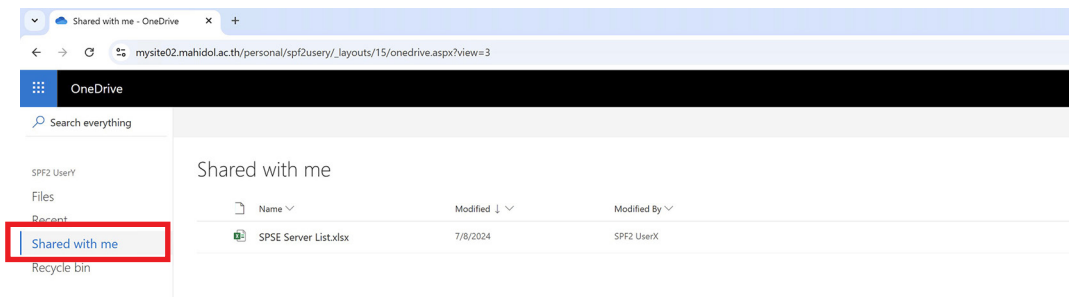 Shared with me - OneDrive
mysite02.mahidol.ac.th/personal/spf2usery/_layouts/15/onedrive.aspx?view=3
OneDrive
Search everything
SPF2 UserY
Files
Recent
Shared with me
Recycle bin
Shared with me
Name Modified Modified By
SPSE Server List.xlsx 7/8/2024 SPF2 UserX